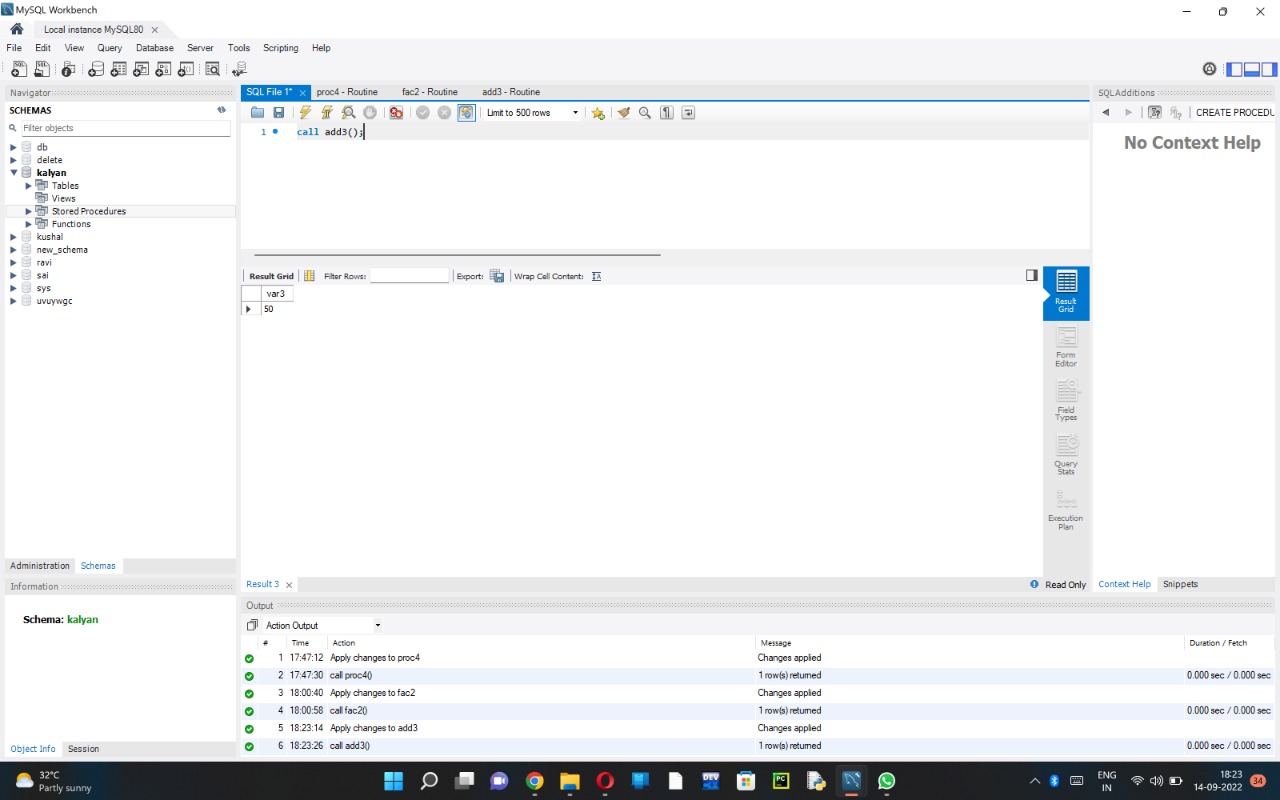 MySQL Workbench
Local instance MySQL80
File Edit View Query Database Server Tools Scripting Help
Navigator
SCHEMAS
Filter objects
db
delete
kalyan
Tables
Views
Stored Procedures
Functions
kushal
new_schema
ravi
sai
sys
uvuywgc
Administration Schemas
Information
Schema: kalyan
Object Info Session
SQL File 1* proc4 - Routine fac2 - Routine add3 - Routine
Limit to 500 rows
1 call add3();
Result Grid Filter Rows: Export: Wrap Cell Content:
var3
50
Result Grid
Form Editor
Field Types
Query Stats
Execution Plan
Result 3 Read Only
SQLAdditions
CREATE PROCEDU
No Context Help
Context Help Snippets
Output
Action Output
# Time Action Message Duration / Fetch
1 17:47:12 Apply changes to proc4 Changes applied
2 17:47:30 call proc4() 1 row(s) returned 0.000 sec / 0.000 sec
3 18:00:40 Apply changes to fac2 Changes applied
4 18:00:58 call fac2() 1 row(s) returned 0.000 sec / 0.000 sec
5 18:23:14 Apply changes to add3 Changes applied
6 18:23:26 call add3() 1 row(s) returned 0.000 sec / 0.000 sec
32°C
Partly sunny
DEV
PC
ENG
IN
18:23
14-09-2022
34